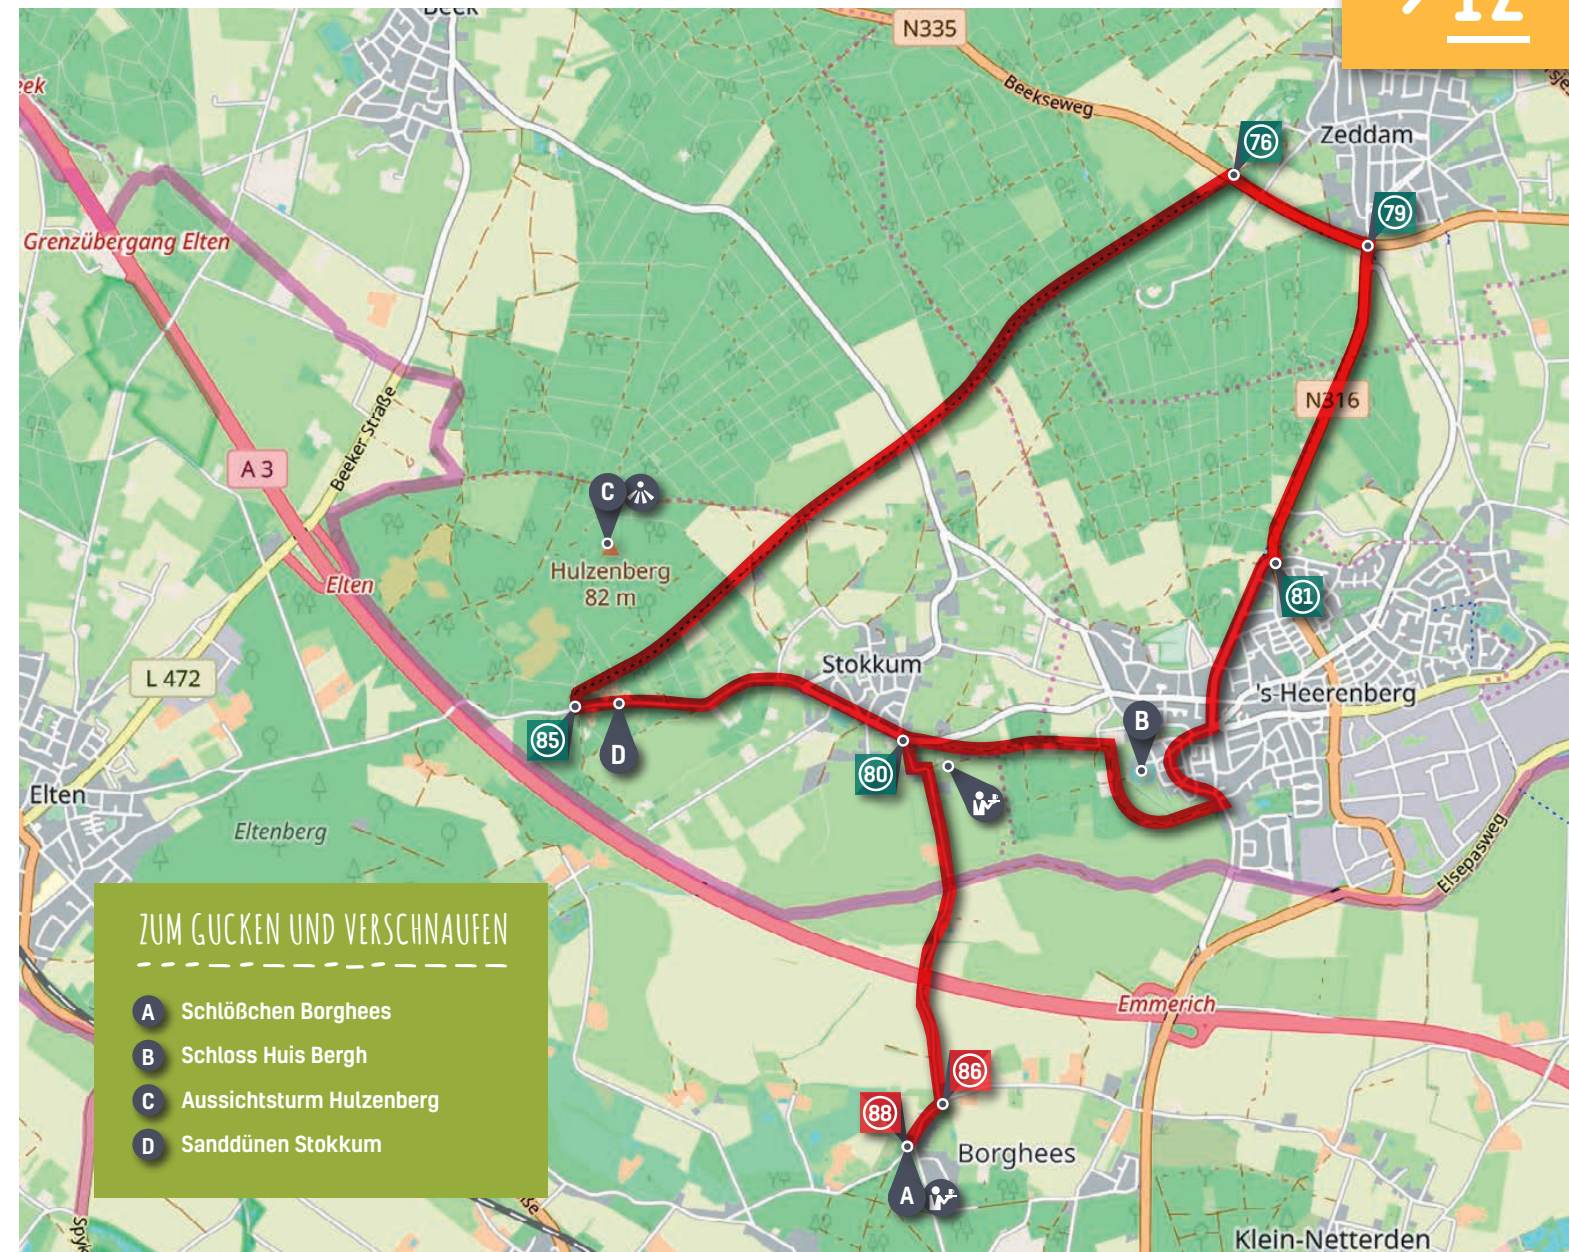 Beek
12
N335
Beekseweg
Zeddam
76
79
Grenzübergang Elten
Beeker Straße
A 3
N316
C
Hulzenberg
82 m
Elten
81
Stokkum
L 472
's-Heerenberg
B
85
D
80
Elten
Eltenberg
Elsepasweg
ZUM GUCKEN UND VERSCHNAUFEN
A Schlößchen Borghees
B Schloss Huis Bergh
C Aussichtsturm Hulzenberg
D Sanddünen Stokkum
Emmerich
86
88
Borghees
A
Klein-Netterden